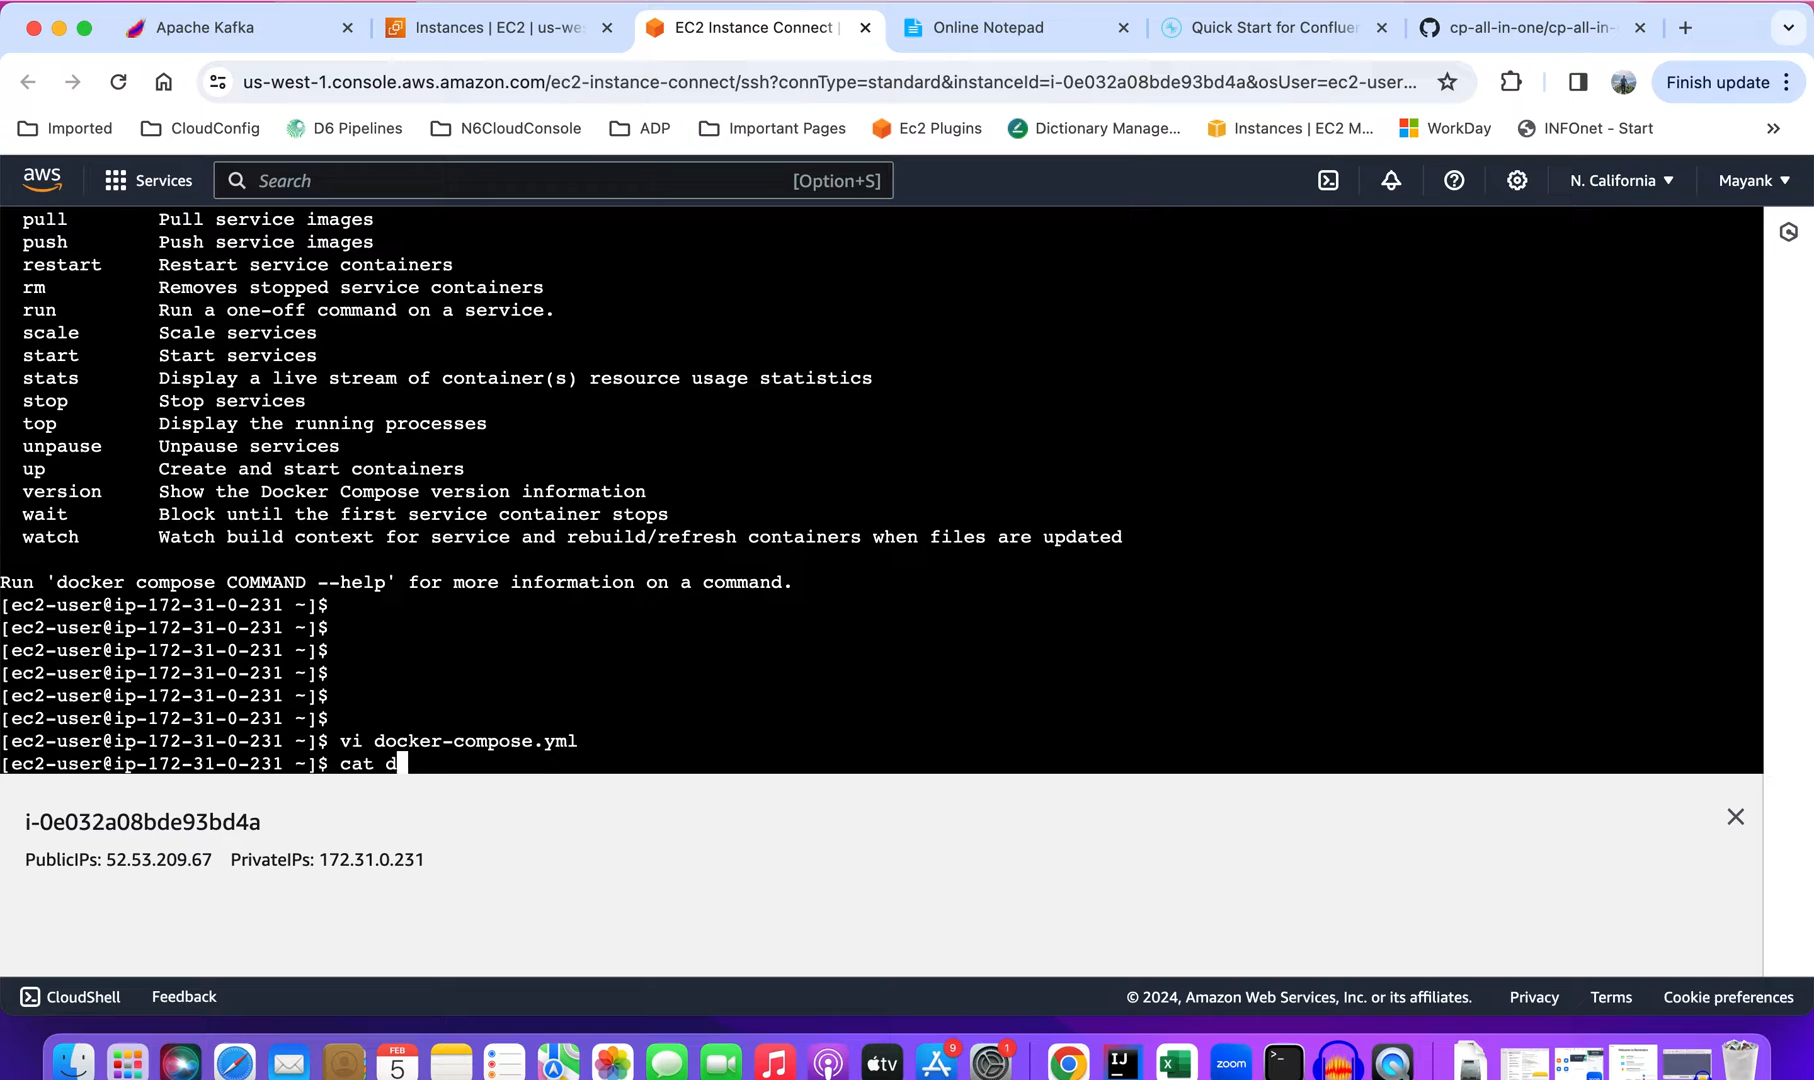 Apache Kafka
Instances | EC2 | us-we
EC2 Instance Connect |
Online Notepad
Quick Start for Confluer
cp-all-in-one/cp-all-in-
us-west-1.console.aws.amazon.com/ec2-instance-connect/ssh?connType=standard&instanceId=i-0e032a08bde93bd4a&osUser=ec2-user...
Finish update
Imported
CloudConfig
D6 Pipelines
N6CloudConsole
ADP
Important Pages
Ec2 Plugins
Dictionary Manage...
Instances | EC2 M...
WorkDay
INFOnet - Start
aws
Services
Search
[Option+S]
N. California
Mayank
pull Pull service images
push Push service images
restart Restart service containers
rm Removes stopped service containers
run Run a one-off command on a service.
scale Scale services
start Start services
stats Display a live stream of container(s) resource usage statistics
stop Stop services
top Display the running processes
unpause Unpause services
up Create and start containers
version Show the Docker Compose version information
wait Block until the first service container stops
watch Watch build context for service and rebuild/refresh containers when files are updated
Run 'docker compose COMMAND --help' for more information on a command.
[ec2-user@ip-172-31-0-231 ~]$
[ec2-user@ip-172-31-0-231 ~]$
[ec2-user@ip-172-31-0-231 ~]$
[ec2-user@ip-172-31-0-231 ~]$
[ec2-user@ip-172-31-0-231 ~]$
[ec2-user@ip-172-31-0-231 ~]$
[ec2-user@ip-172-31-0-231 ~]$ vi docker-compose.yml
[ec2-user@ip-172-31-0-231 ~]$ cat d
i-0e032a08bde93bd4a
PublicIPs: 52.53.209.67 PrivateIPs: 172.31.0.231
CloudShell
Feedback
© 2024, Amazon Web Services, Inc. or its affiliates.
Privacy
Terms
Cookie preferences
FEB
5
tv
9
1
IJ
X
zoom
>_